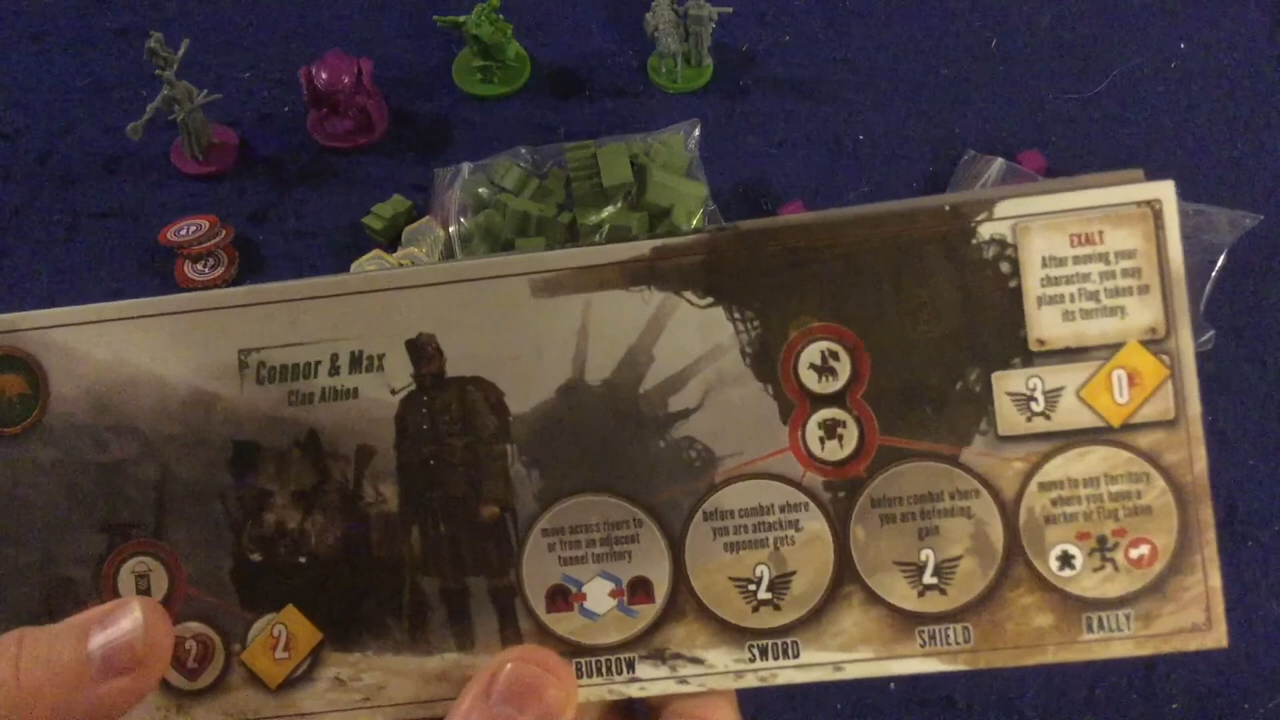 Connor & Max
Clan Albion
EXALT
After moving your
character, you may
place a Flag token on
its territory.
3
0
move across rivers to
or from an adjacent
tunnel territory
BURROW
before combat where
you are attacking,
opponent gets
-2
SWORD
before combat where
you are defending,
gain
2
SHIELD
move to any territory
where you have a
worker or Flag token
RALLY
2
2